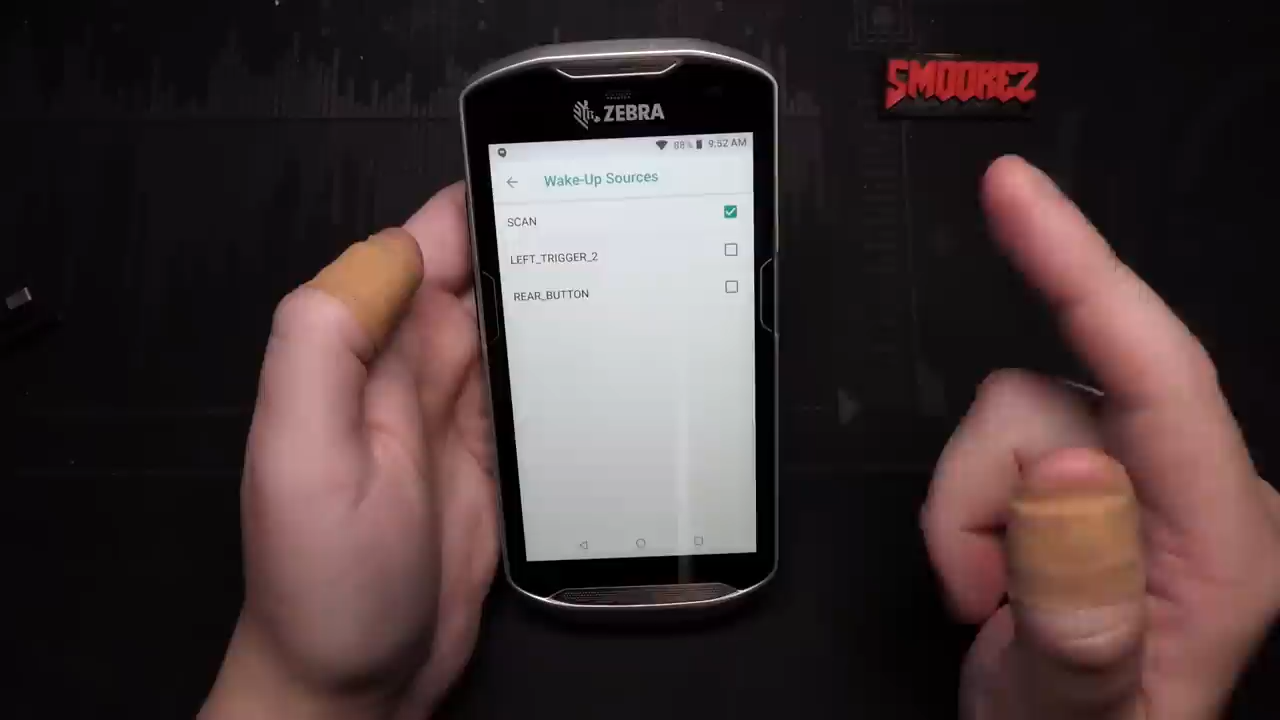 SMOOREZ
ZEBRA
88% 9:52 AM
Wake-Up Sources
SCAN
LEFT_TRIGGER_2
REAR_BUTTON